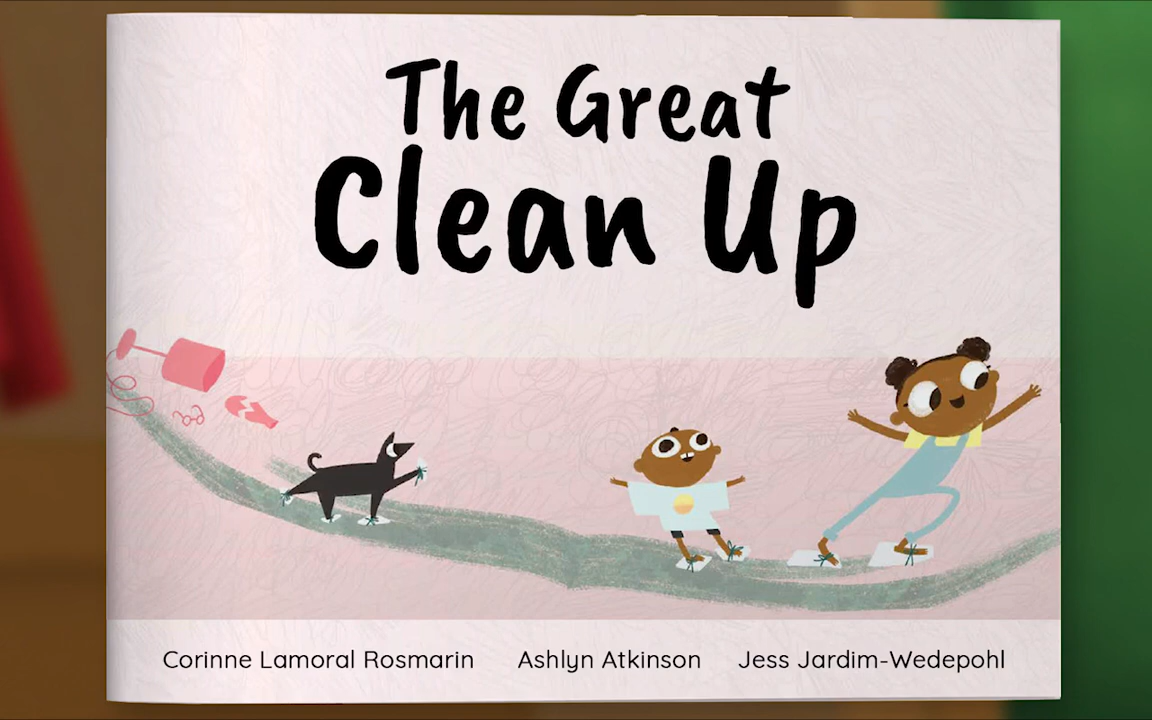 The Great
Clean Up
Corinne Lamoral Rosmarin Ashlyn Atkinson Jess Jardim-Wedepohl